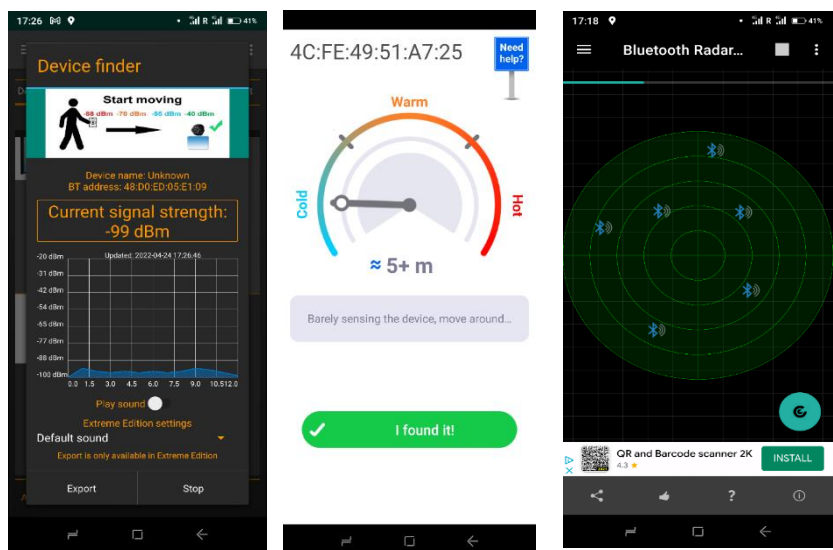 17:26
R
41%
Device finder
Start moving
-88 dBm -70 dBm -55 dBm -40 dBm
Device name: Unknown
BT address: 48:D0:ED:05:E1:09
Current signal strength:
-99 dBm
-20 dBm
Updated: 2022-04-24 17:26:46
-31 dBm
-42 dBm
-54 dBm
-65 dBm
-77 dBm
-88 dBm
-100 dBm
0.0 1.5 3.0 4.5 6.0 7.5 9.0 10.512.0
Play sound
Extreme Edition settings
Default sound
Export is only available in Extreme Edition
Export Stop
4C:FE:49:51:A7:25
Need
help?
Warm
Cold
Hot
≈ 5+ m
Barely sensing the device, move around...
I found it!
17:18
R
41%
Bluetooth Radar...
QR and Barcode scanner 2K
4.3 ★
INSTALL
?